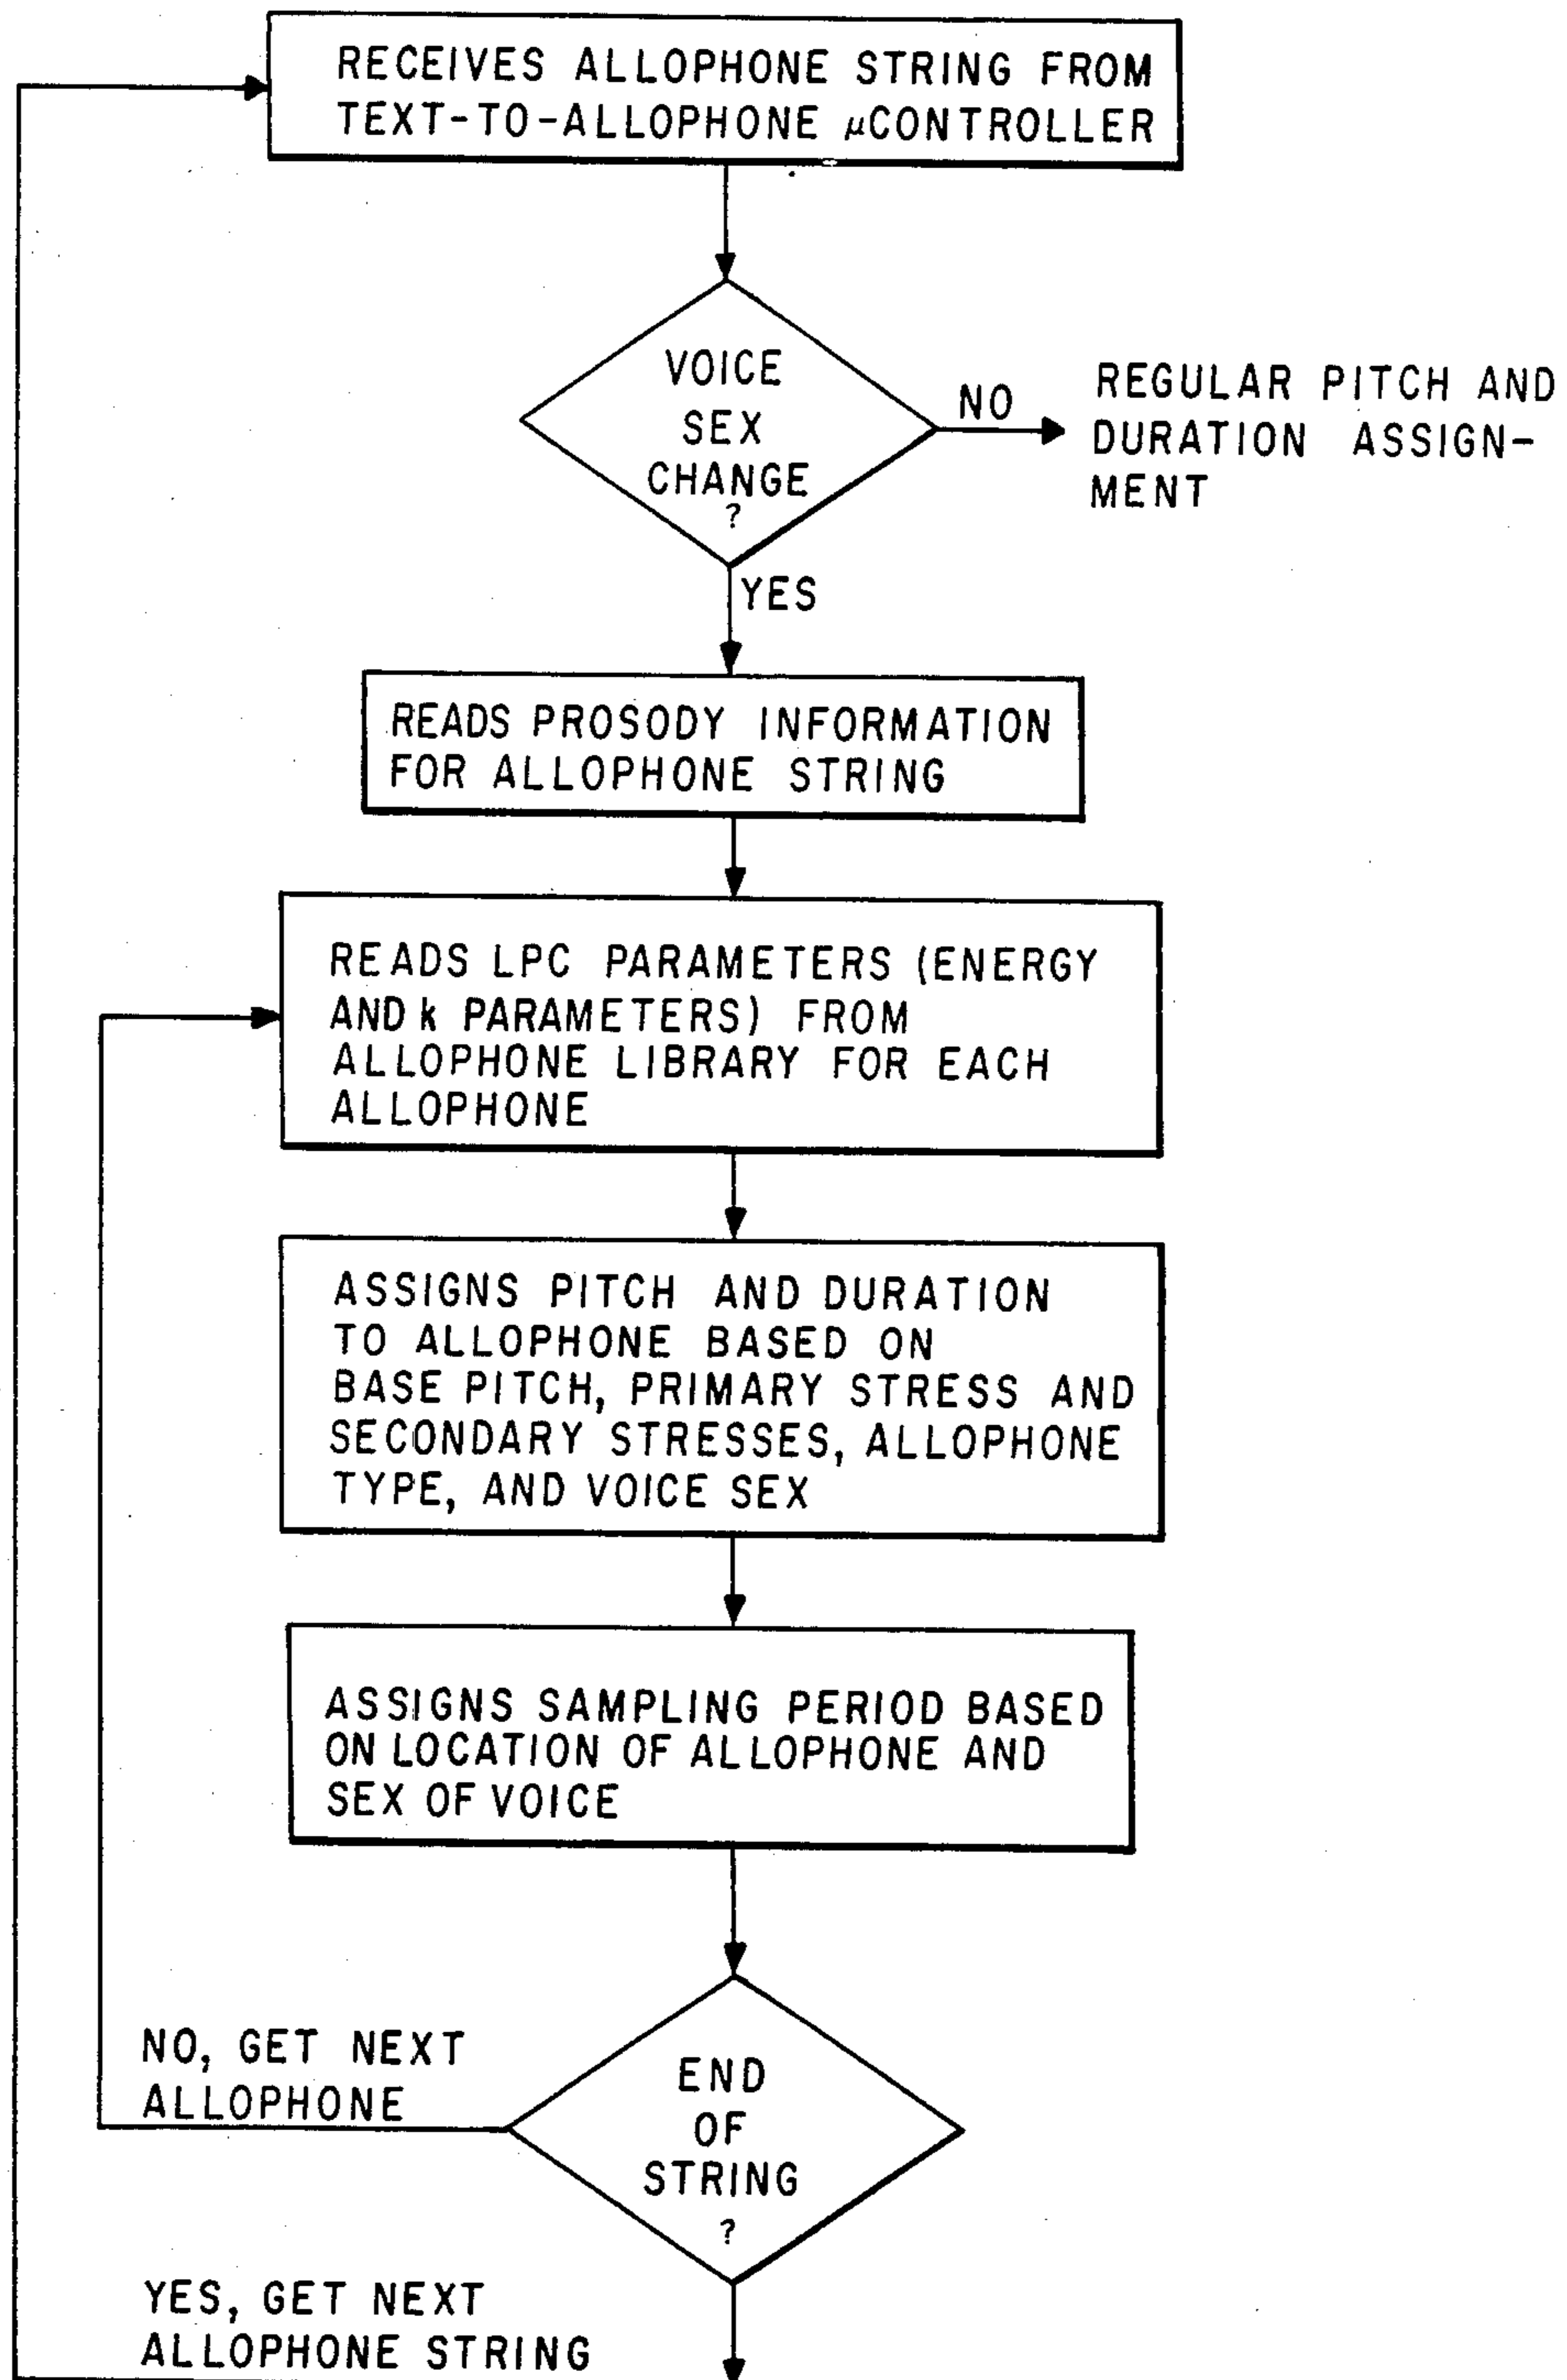 RECEIVES ALLOPHONE STRING FROM
TEXT-TO-ALLOPHONE μCONTROLLER
VOICE
SEX
CHANGE
?
NO
REGULAR PITCH AND
DURATION ASSIGN-
MENT
YES
READS PROSODY INFORMATION
FOR ALLOPHONE STRING
READS LPC PARAMETERS (ENERGY
AND k PARAMETERS) FROM
ALLOPHONE LIBRARY FOR EACH
ALLOPHONE
ASSIGNS PITCH AND DURATION
TO ALLOPHONE BASED ON
BASE PITCH, PRIMARY STRESS AND
SECONDARY STRESSES, ALLOPHONE
TYPE, AND VOICE SEX
ASSIGNS SAMPLING PERIOD BASED
ON LOCATION OF ALLOPHONE AND
SEX OF VOICE
NO, GET NEXT
ALLOPHONE
END
OF
STRING
?
YES, GET NEXT
ALLOPHONE STRING